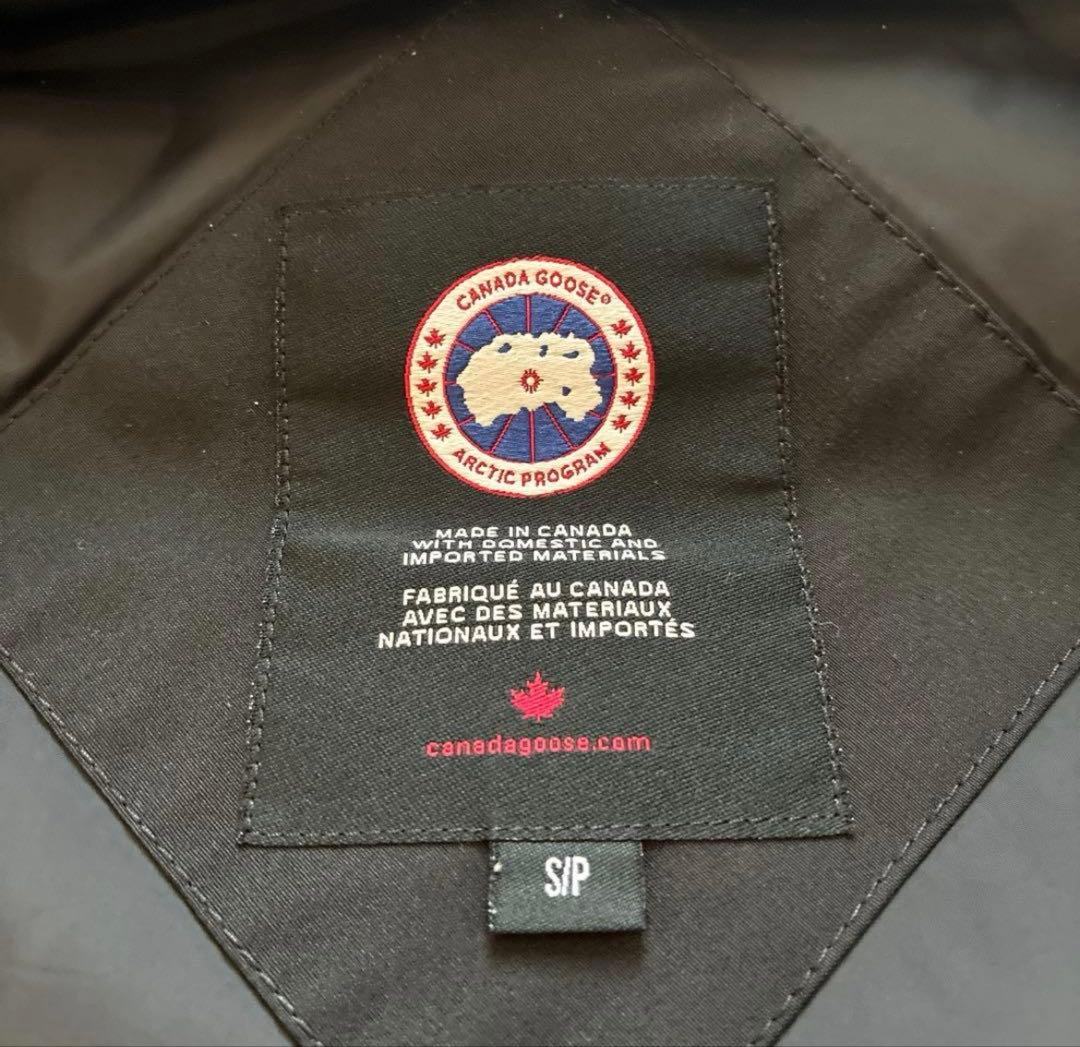 CANADA GOOSE®
ARCTIC PROGRAM
MADE IN CANADA
WITH DOMESTIC AND
IMPORTED MATERIALS
FABRIQUÉ AU CANADA
AVEC DES MATERIAUX
NATIONAUX ET IMPORTÉS
canadagoose.com
S/P